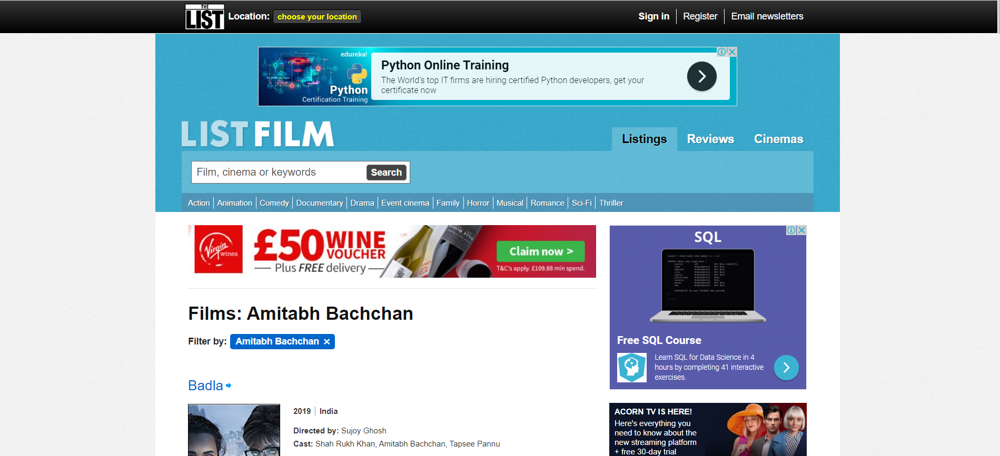 THE
LIST
Location: choose your location
Sign in
Register
Email newsletters
edureka!
Python
Certification Training
Python Online Training
The World's top IT firms are hiring certified Python developers, get your
certificate now
LIST FILM
Listings
Reviews
Cinemas
Film, cinema or keywords
Search
Action
Animation
Comedy
Documentary
Drama
Event cinema
Family
Horror
Musical
Romance
Sci-Fi
Thriller
Virgin
wines
£50 WINE
VOUCHER
Plus FREE delivery
Claim now >
T&C's apply. £109.88 min spend.
SQL
Free SQL Course
Learn SQL for Data Science in 4
hours by completing 41 interactive
exercises.
Films: Amitabh Bachchan
Filter by: Amitabh Bachchan ×
Badla
2019
India
Directed by: Sujoy Ghosh
Cast: Shah Rukh Khan, Amitabh Bachchan, Tapsee Pannu
ACORN TV IS HERE!
Here's everything you
need to know about the
new streaming platform
+ free 30-day trial